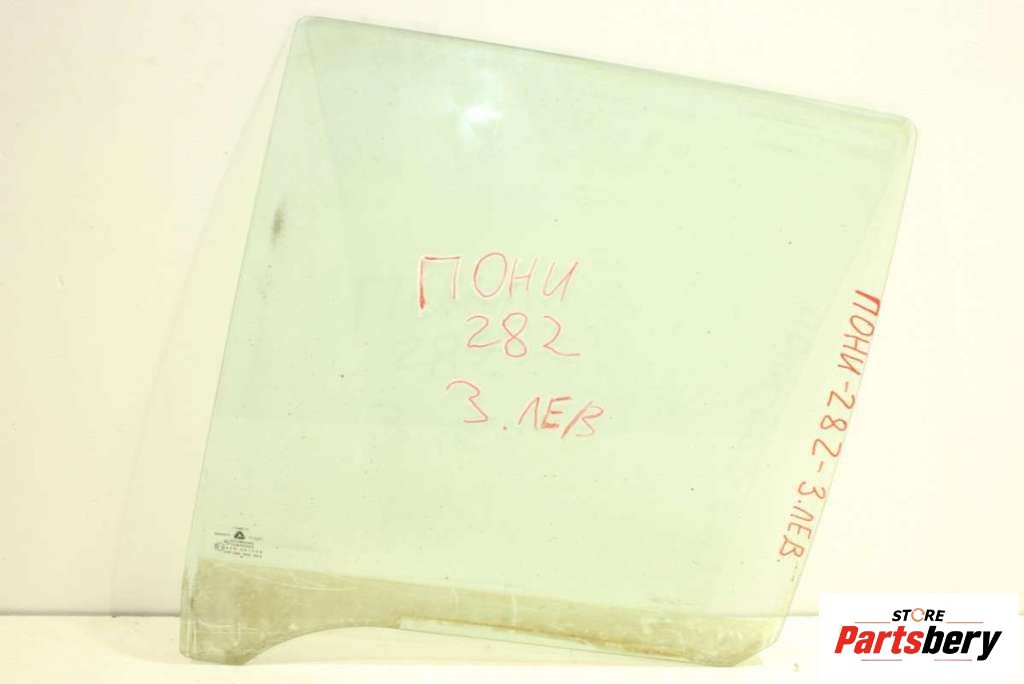 ПОНИ
282
З. ЛЕВ
ПОНИ-282-З.ЛЕВ.
STORE
Partsbery